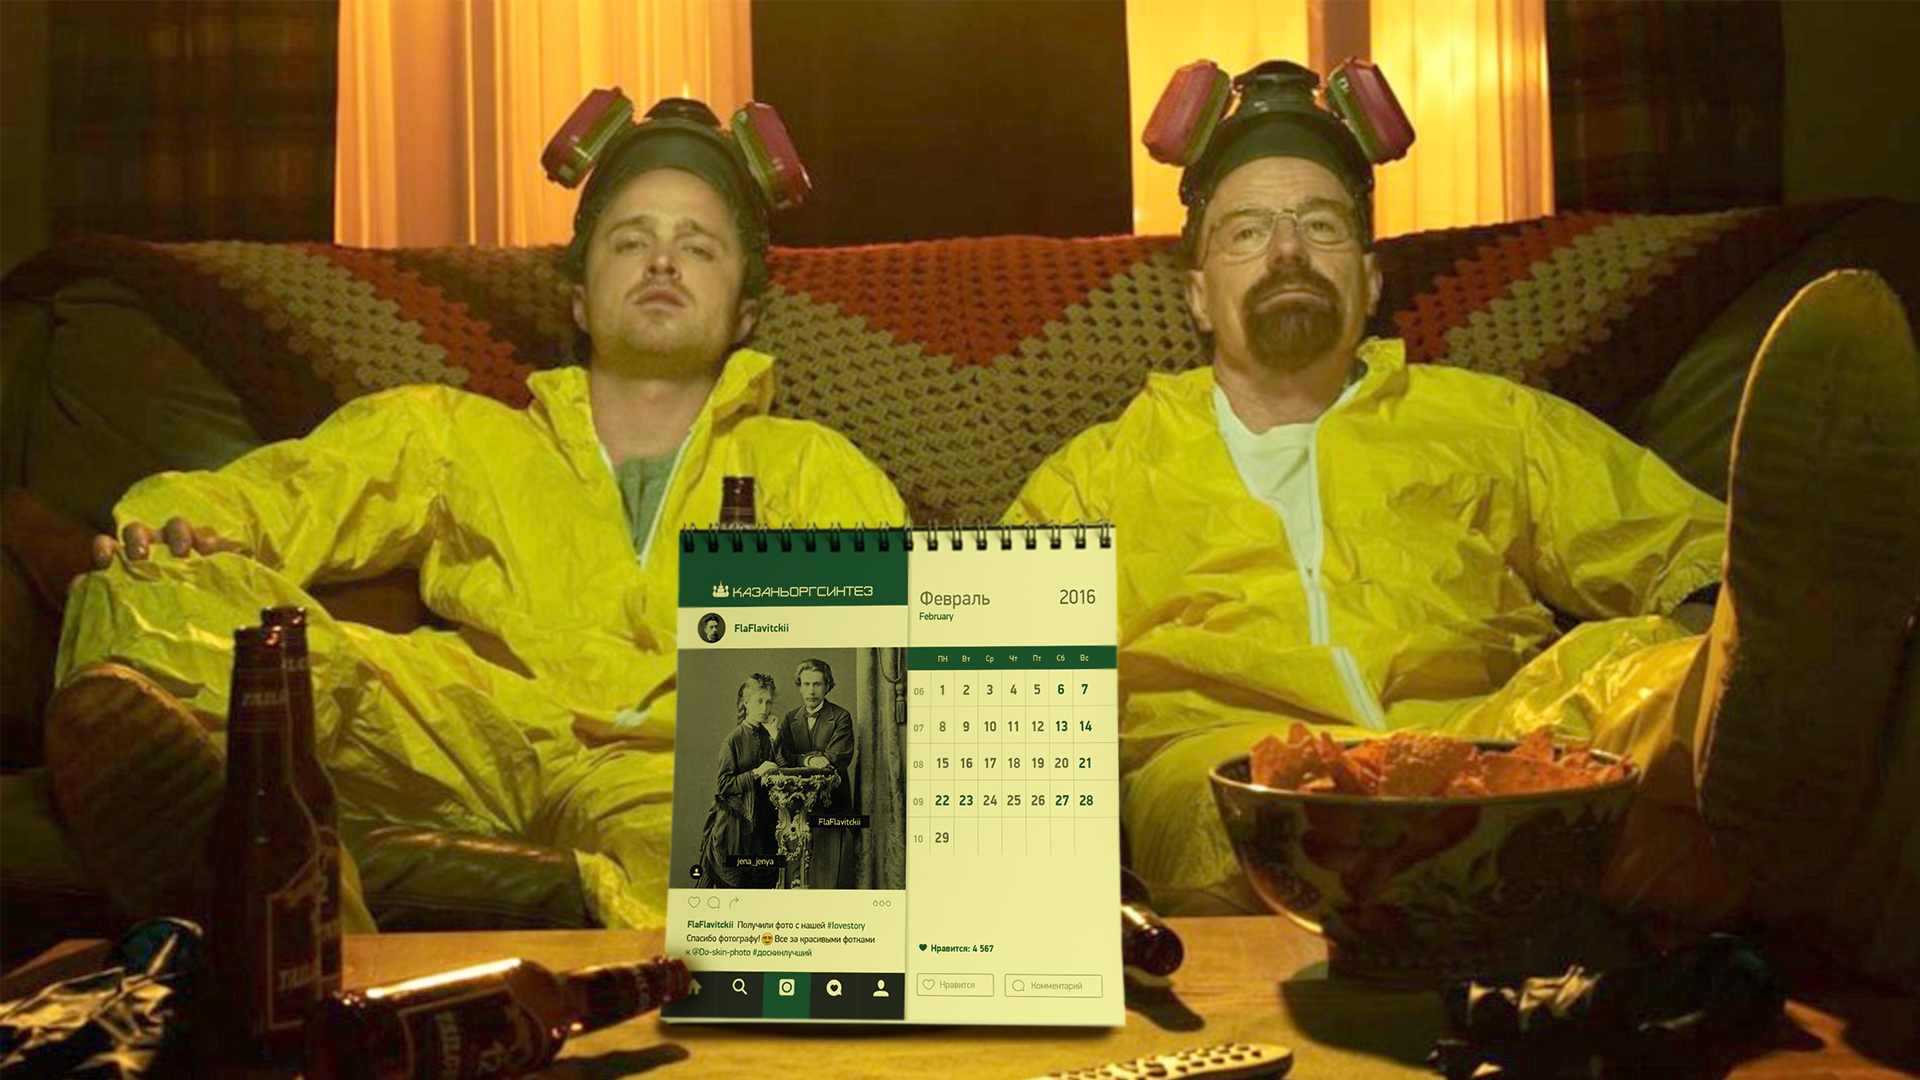 КАЗАНЬОРГСИНТЕЗ
FlaFlavitckii
FlaFlavitckii
jena_jenya
FlaFlavitckii Получили фото с нашей #lovestory
Спасибо фотографу! 😍 Все за красивыми фотками
к @Do-skin-photo #доскинлучший
Февраль 2016
February
ПН Вт Ср Чт Пт Сб Вс
06 1 2 3 4 5 6 7
07 8 9 10 11 12 13 14
08 15 16 17 18 19 20 21
09 22 23 24 25 26 27 28
10 29
Нравится: 4 567
Нравится Комментарий